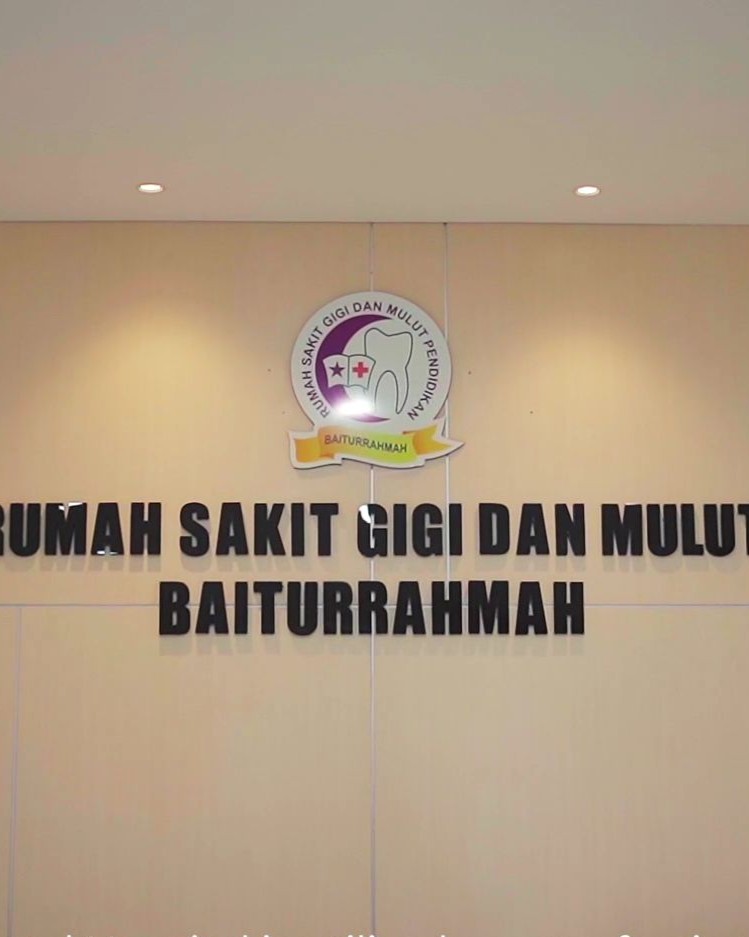 RUMAH SAKIT GIGI DAN MULUT PENDIDIKAN
BAITURRAHMAH
RUMAH SAKIT GIGI DAN MULUT
BAITURRAHMAH